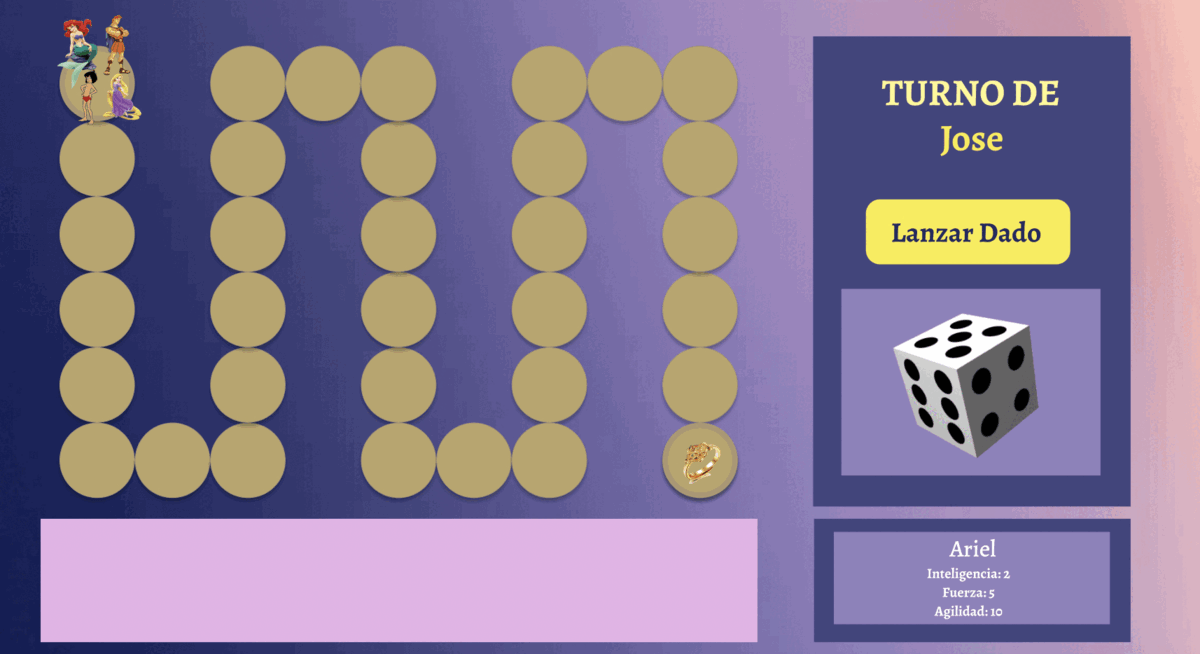 TURNO DE
Jose
Lanzar Dado
Ariel
Inteligencia: 2
Fuerza: 5
Agilidad: 10